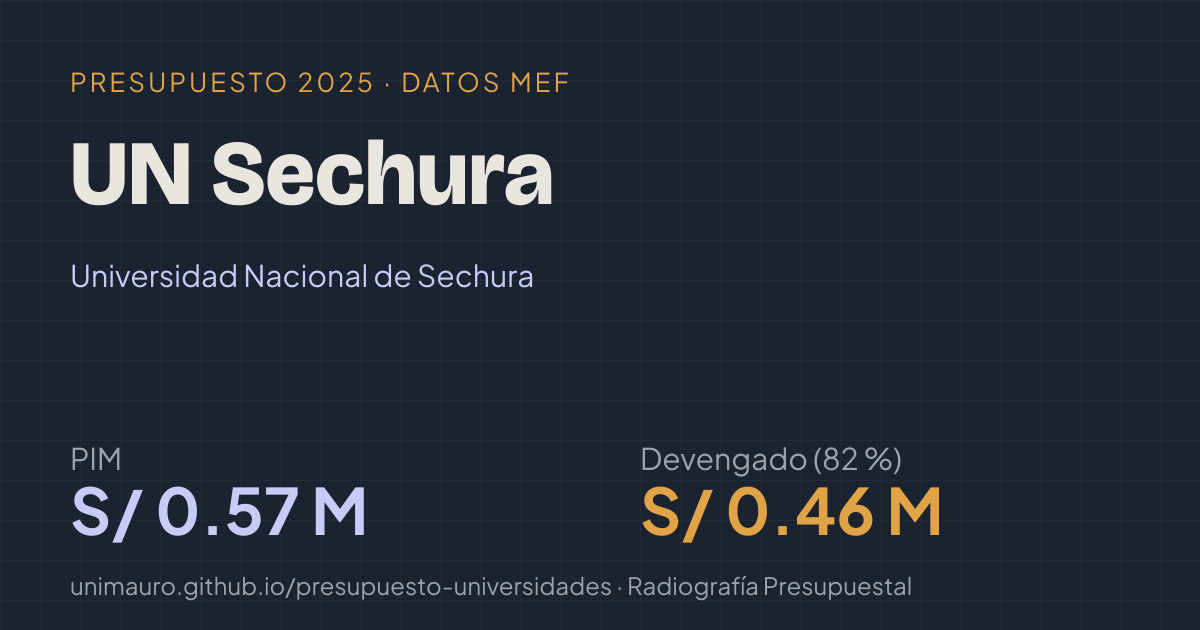 PRESUPUESTO 2025 · DATOS MEF
UN Sechura
Universidad Nacional de Sechura
PIM
S/ 0.57 M
Devengado (82 %)
S/ 0.46 M
unimauro.github.io/presupuesto-universidades · Radiografía Presupuestal